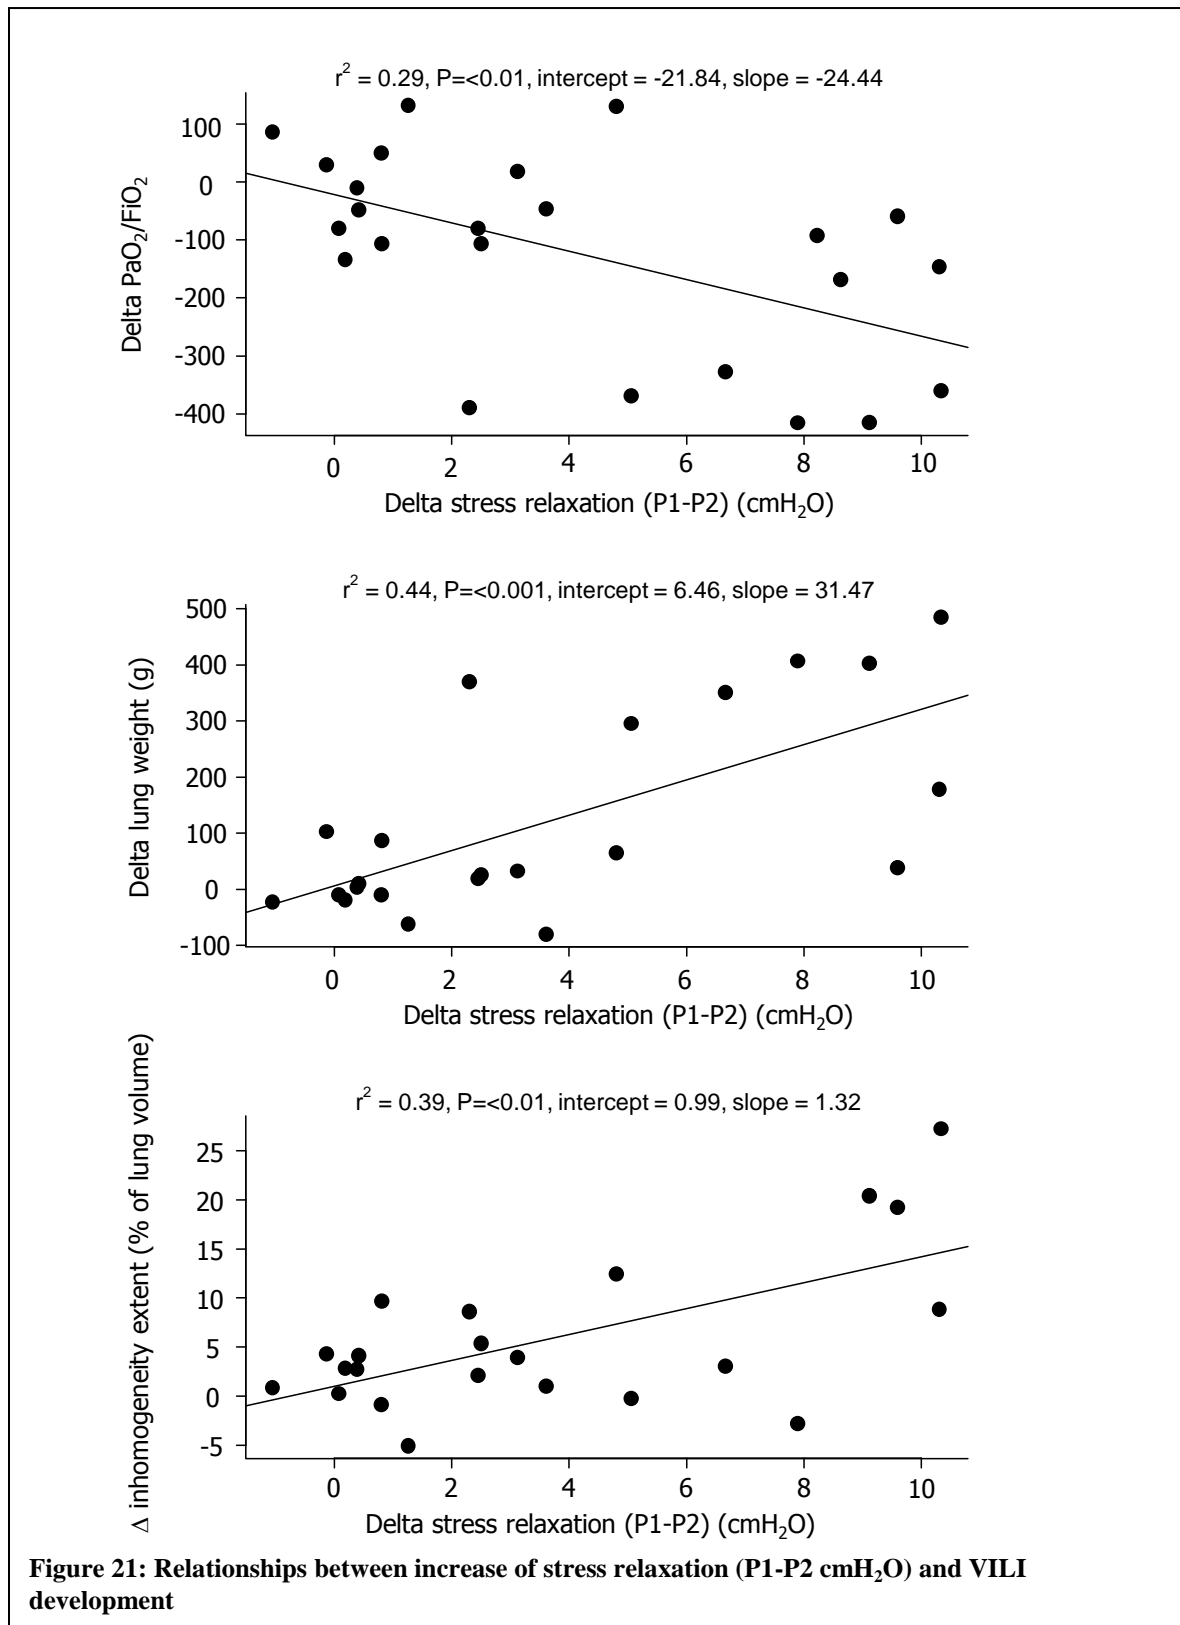 r² = 0.29, P=<0.01, intercept = -21.84, slope = -24.44
Delta PaO₂/FiO₂
100
0
-100
-200
-300
-400
0 2 4 6 8 10
Delta stress relaxation (P1-P2) (cmH₂O)
r² = 0.44, P=<0.001, intercept = 6.46, slope = 31.47
Delta lung weight (g)
500
400
300
200
100
0
-100
0 2 4 6 8 10
Delta stress relaxation (P1-P2) (cmH₂O)
r² = 0.39, P=<0.01, intercept = 0.99, slope = 1.32
Δ inhomogeneity extent (% of lung volume)
25
20
15
10
5
0
-5
0 2 4 6 8 10
Delta stress relaxation (P1-P2) (cmH₂O)
Figure 21: Relationships between increase of stress relaxation (P1-P2 cmH₂O) and VILI
development